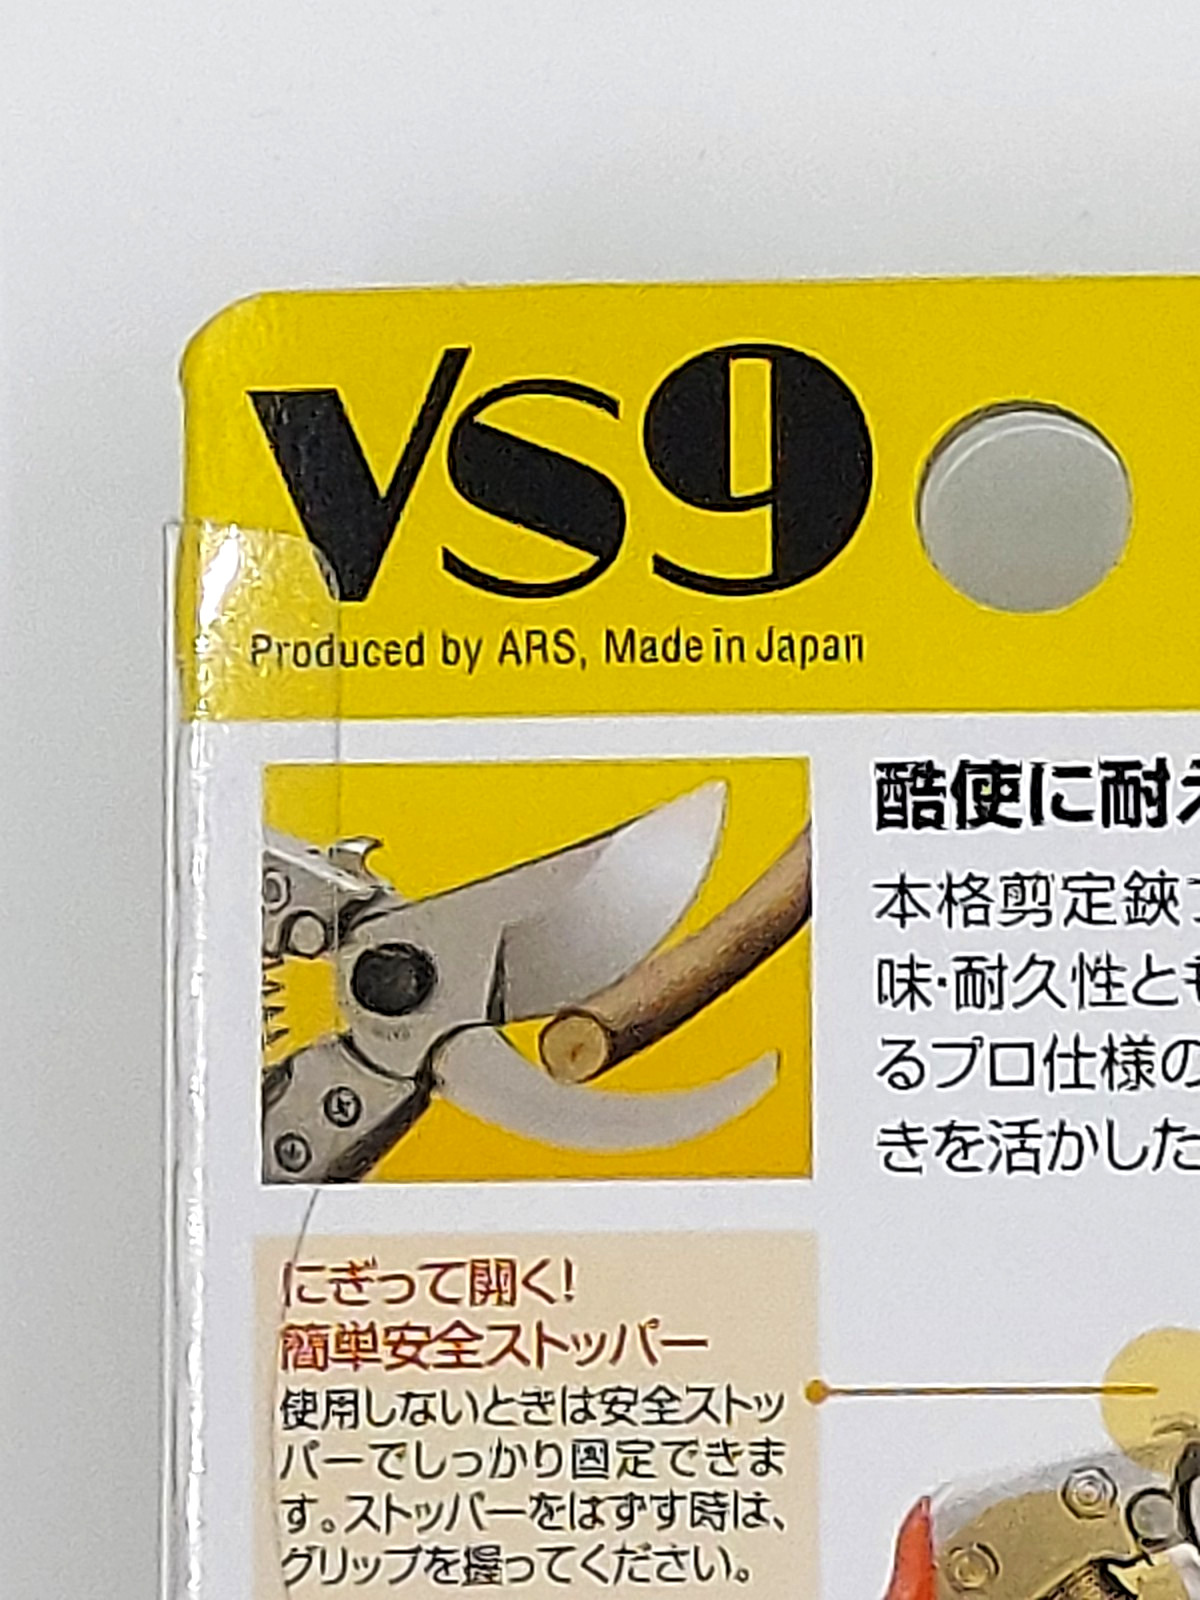 VS9
Produced by ARS, Made in Japan
酷使に耐え
本格剪定鋏
味・耐久性とも
るプロ仕様の
きを活かした
にぎって開く!
簡単安全ストッパー
使用しないときは安全ストッ
パーでしっかり固定できま
す。ストッパーをはずす時は、
グリップを握ってください。